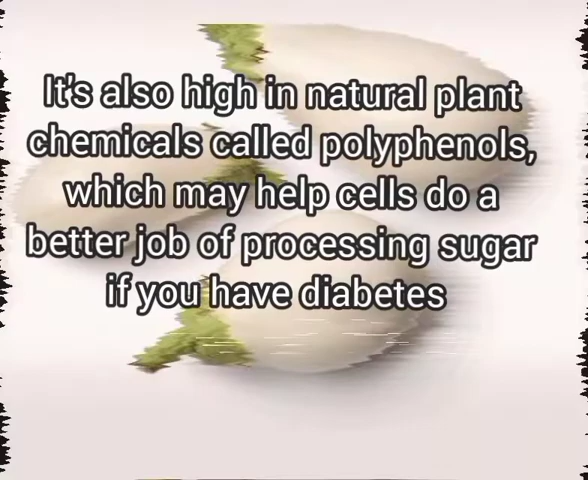 It's also high in natural plant
chemicals called polyphenols,
which may help cells do a
better job of processing sugar
if you have diabetes